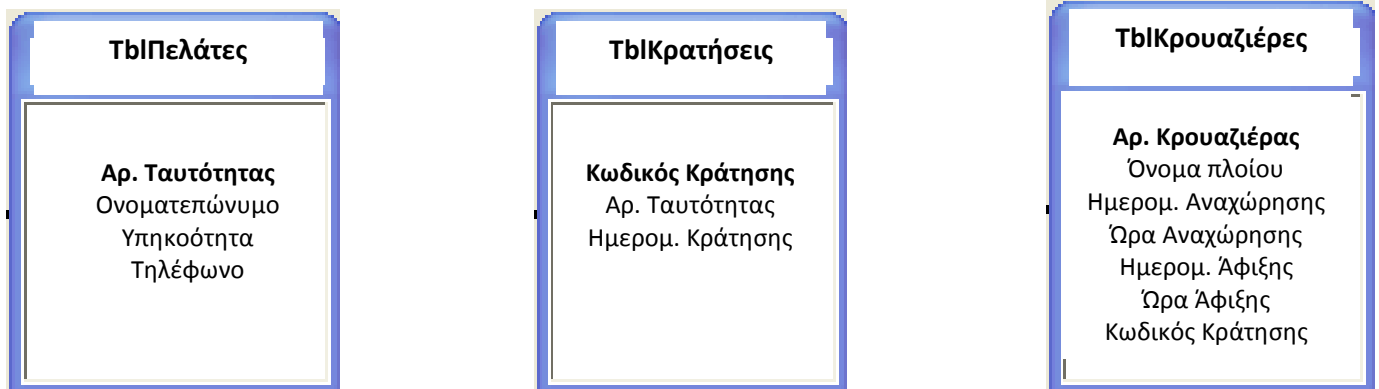 TblΠελάτες
Αρ. Ταυτότητας
Ονοματεπώνυμο
Υπηκοότητα
Τηλέφωνο
TblΚρατήσεις
Κωδικός Κράτησης
Αρ. Ταυτότητας
Ημερομ. Κράτησης
TblΚρουαζιέρες
Αρ. Κρουαζιέρας
Όνομα πλοίου
Ημερομ. Αναχώρησης
Ώρα Αναχώρησης
Ημερομ. Άφιξης
Ώρα Άφιξης
Κωδικός Κράτησης